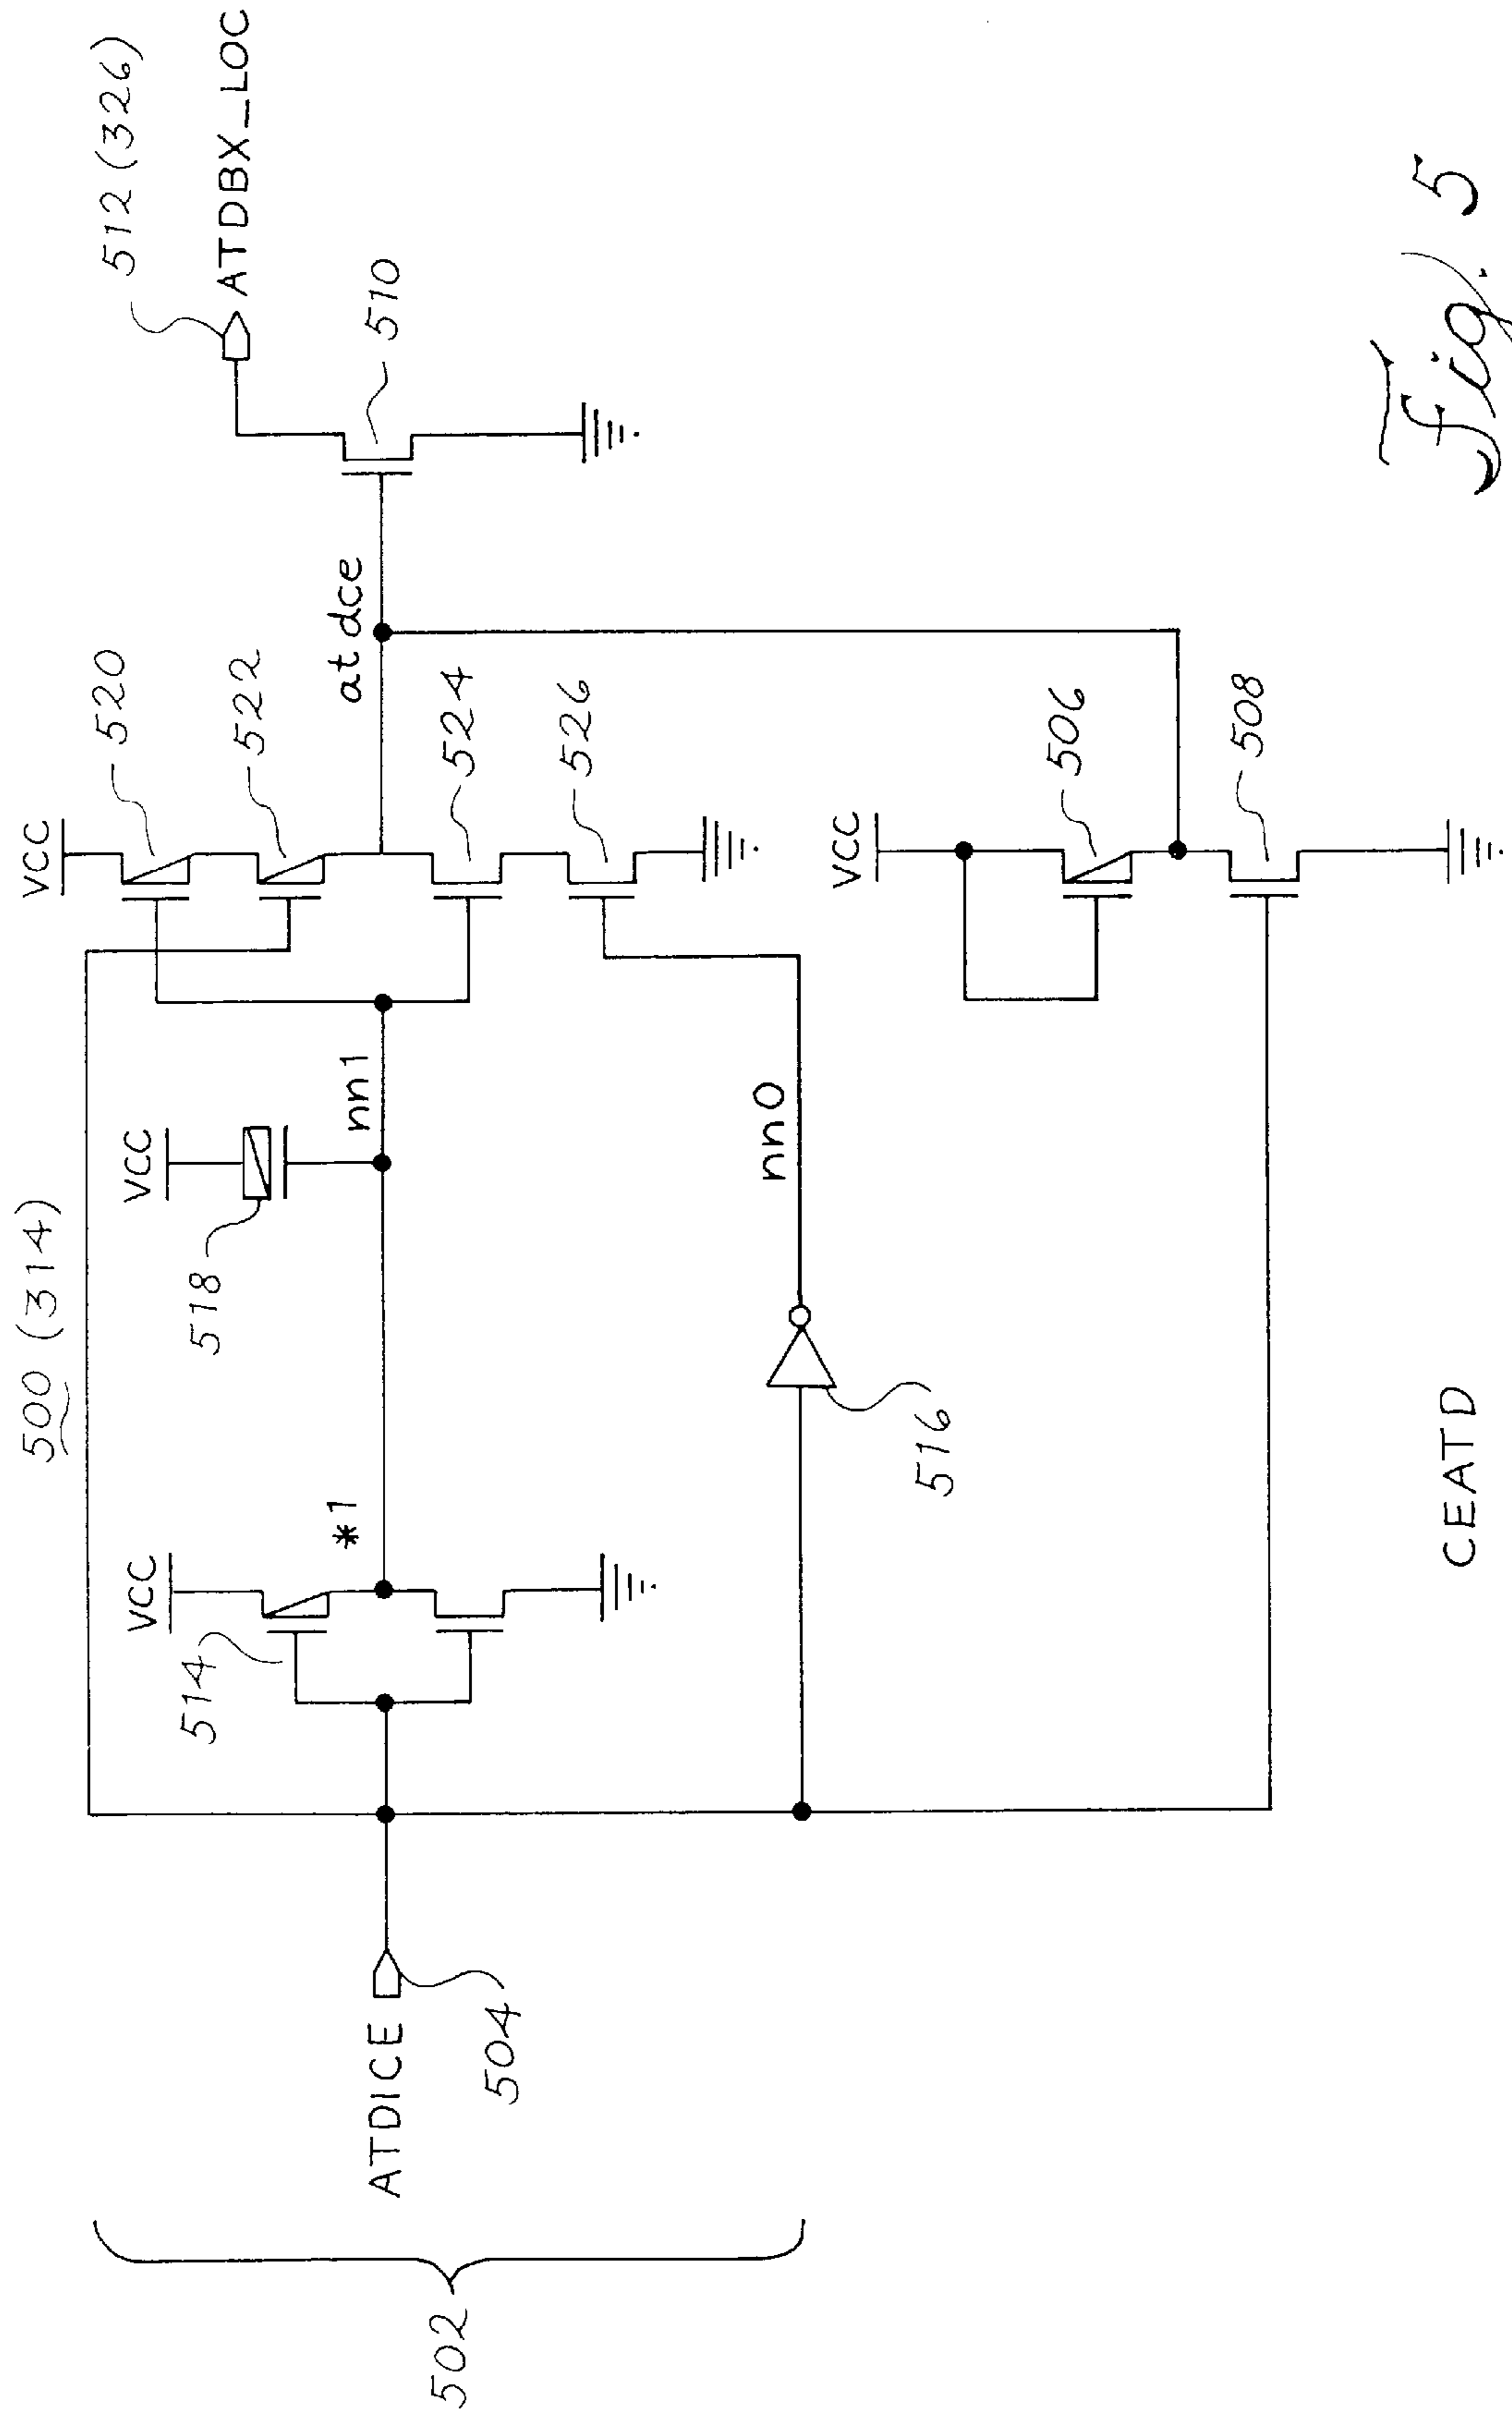 500 (314)
VCC
520
512 (326)
VCC
VCC
514
518
522
ATDBX_LOC
*1
nn1
atdce
510
ATDICE
504
524
502
526
nn0
516
VCC
506
508
CEATD
Fig. 5